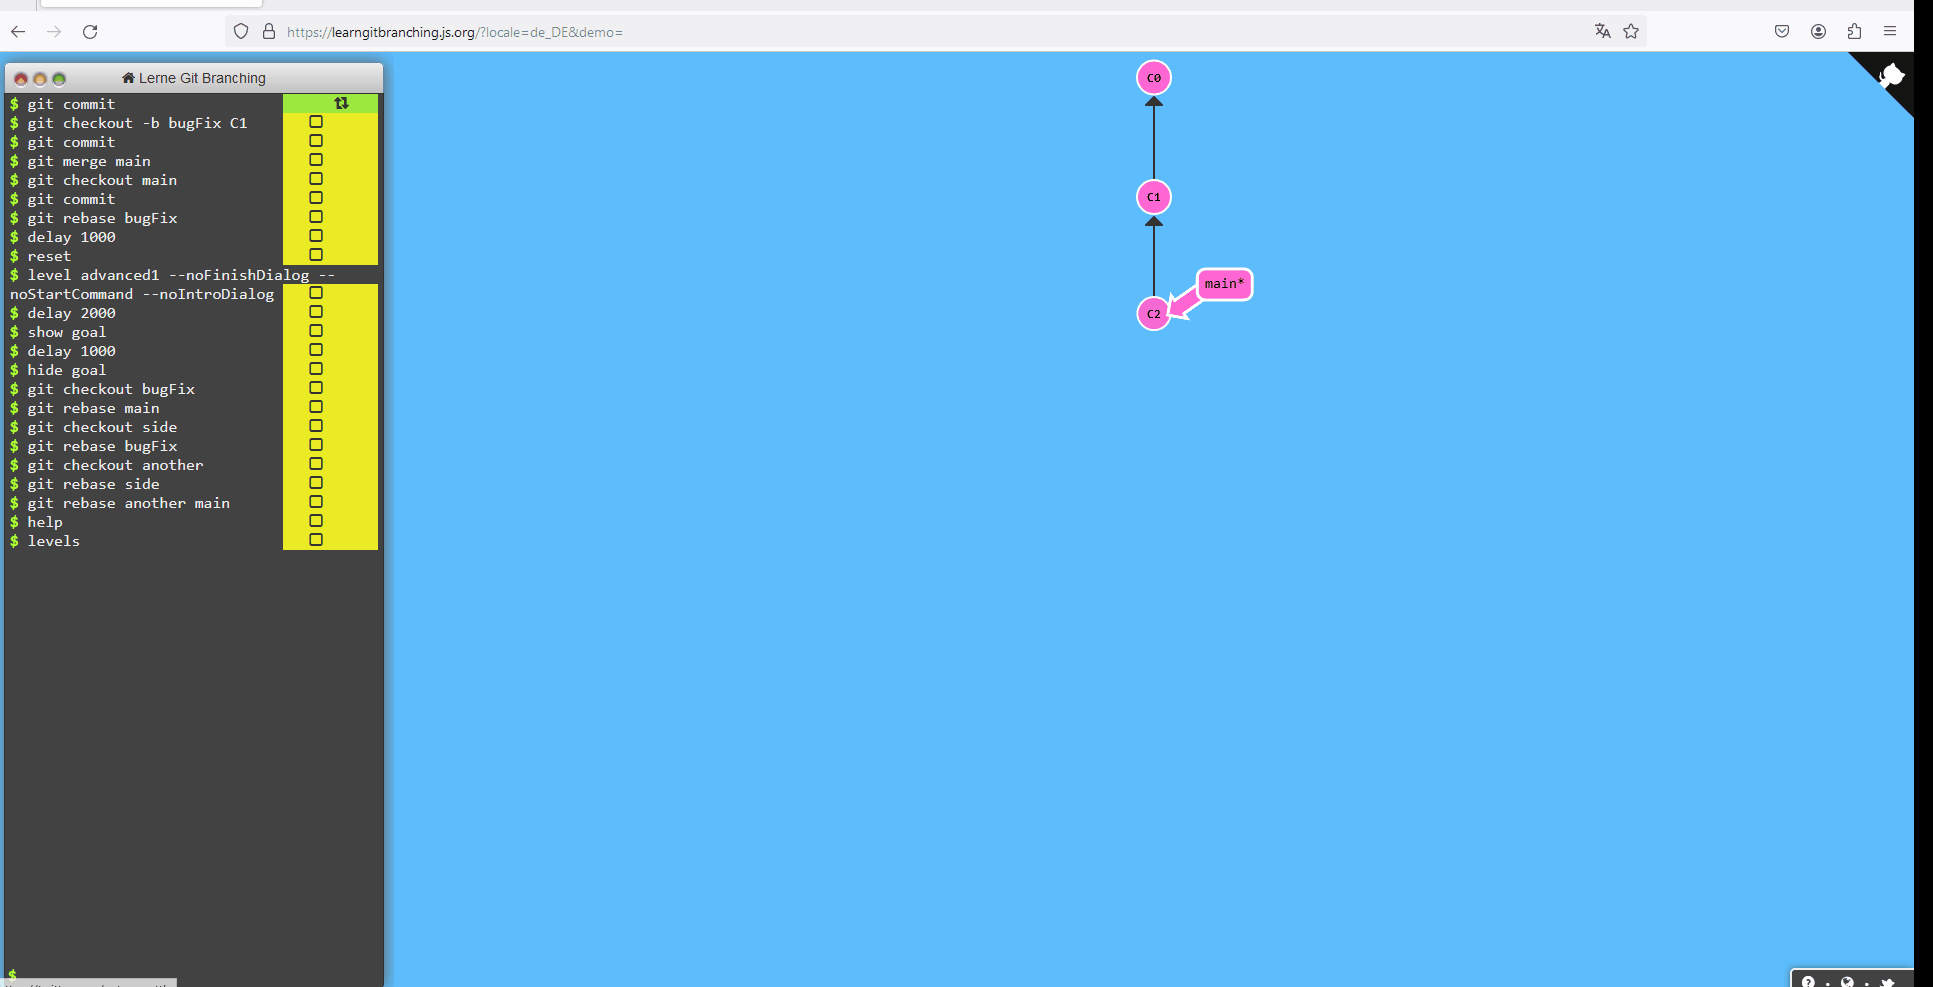 https://learngitbranching.js.org/?locale=de_DE&demo=
Lerne Git Branching
$ git commit
$ git checkout -b bugFix C1
$ git commit
$ git merge main
$ git checkout main
$ git commit
$ git rebase bugFix
$ delay 1000
$ reset
$ level advanced1 --noFinishDialog --
noStartCommand --noIntroDialog
$ delay 2000
$ show goal
$ delay 1000
$ hide goal
$ git checkout bugFix
$ git rebase main
$ git checkout side
$ git rebase bugFix
$ git checkout another
$ git rebase side
$ git rebase another main
$ help
$ levels
$
C0
C1
main*
C2